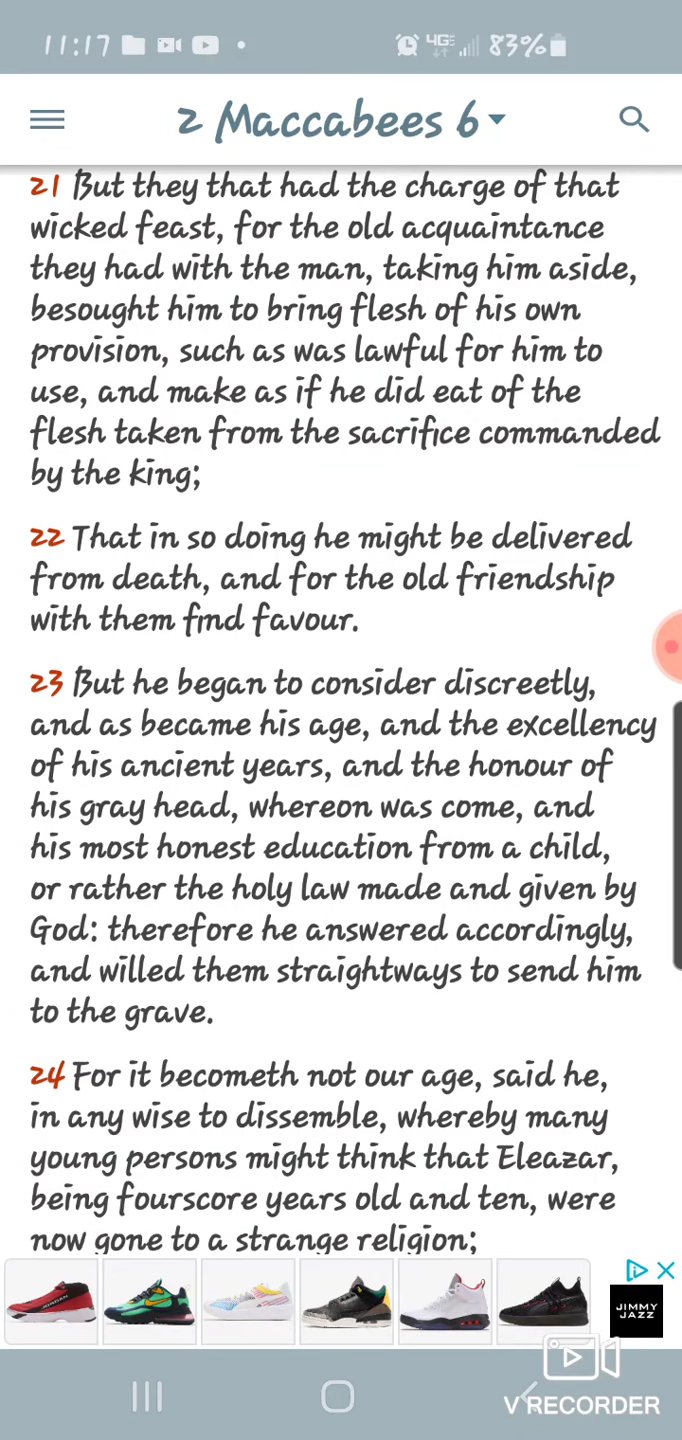 11:17
4GE 83%
2 Maccabees 6
21 But they that had the charge of that
wicked feast, for the old acquaintance
they had with the man, taking him aside,
besought him to bring flesh of his own
provision, such as was lawful for him to
use, and make as if he did eat of the
flesh taken from the sacrifice commanded
by the king;
22 That in so doing he might be delivered
from death, and for the old friendship
with them find favour.
23 But he began to consider discreetly,
and as became his age, and the excellency
of his ancient years, and the honour of
his gray head, whereon was come, and
his most honest education from a child,
or rather the holy law made and given by
God: therefore he answered accordingly,
and willed them straightways to send him
to the grave.
24 For it becometh not our age, said he,
in any wise to dissemble, whereby many
young persons might think that Eleazar,
being fourscore years old and ten, were
now gone to a strange religion;
JORDAN
JIMMY
JAZZ
V RECORDER